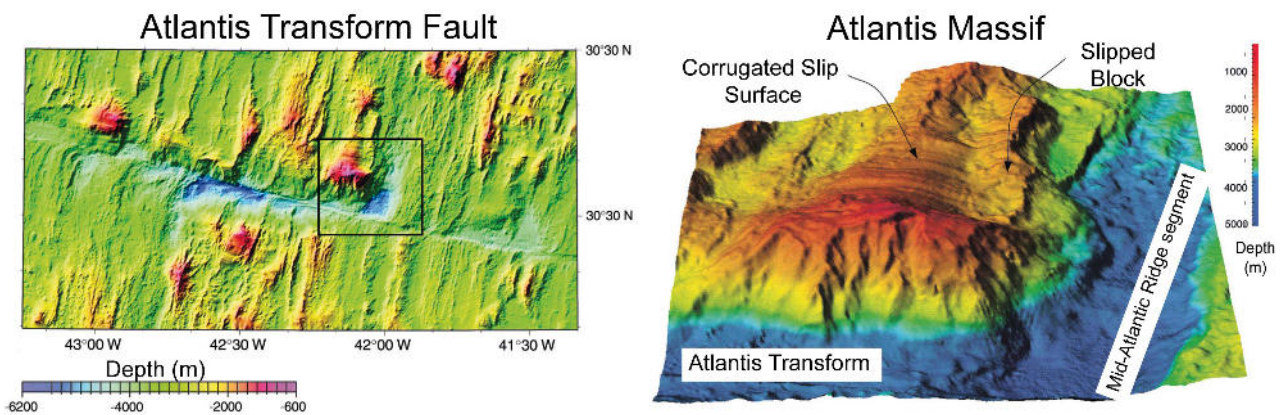 Atlantis Transform Fault
30°30 N
30°30 N
43°00 W
42°30 W
42°00 W
41°30 W
Depth (m)
-6200
-4000
-2000
-600
Atlantis Massif
Corrugated Slip
Surface
Slipped
Block
1000
2000
3000
4000
5000
Depth
(m)
Atlantis Transform
Mid-Atlantic Ridge segment